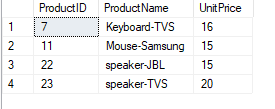 ProductID ProductName UnitPrice
1 7 Keyboard-TVS 16
2 11 Mouse-Samsung 15
3 22 speaker-JBL 15
4 23 speaker-TVS 20